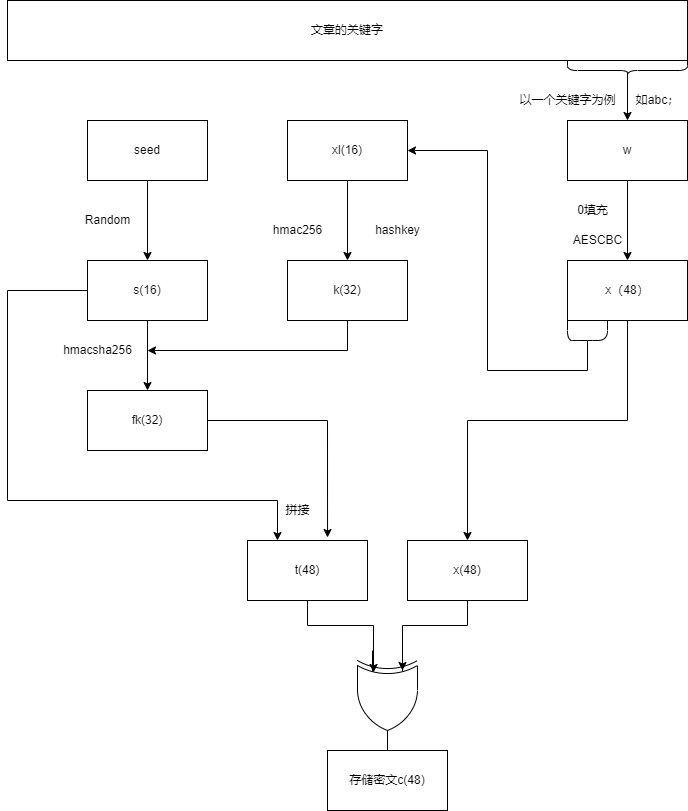 文章的关键字
以一个关键字为例 如abc;
seed
xl(16)
w
Random
hmac256 hashkey
0填充
AESCBC
s(16)
k(32)
x（48）
hmacsha256
fk(32)
拼接
t(48)
x(48)
存储密文c(48)